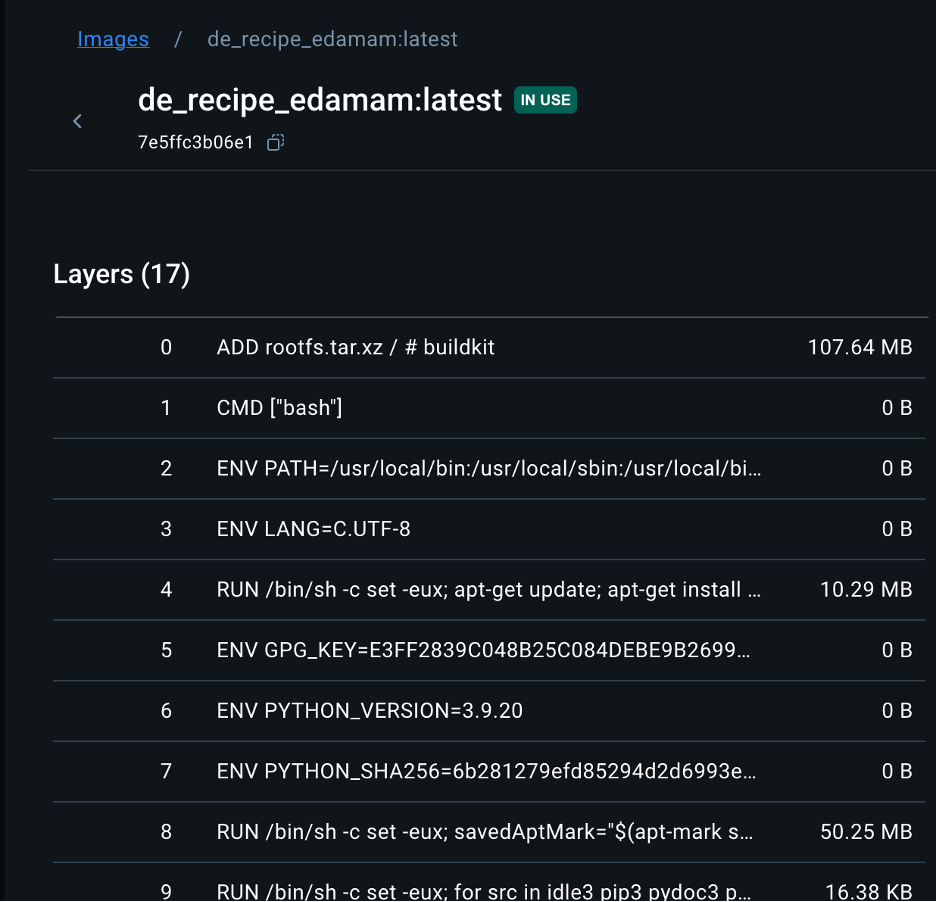 Images / de_recipe_edamam:latest
de_recipe_edamam:latest IN USE
7e5ffc3b06e1
Layers (17)
0 ADD rootfs.tar.xz / # buildkit 107.64 MB
1 CMD ["bash"] 0 B
2 ENV PATH=/usr/local/bin:/usr/local/sbin:/usr/local/bi... 0 B
3 ENV LANG=C.UTF-8 0 B
4 RUN /bin/sh -c set -eux; apt-get update; apt-get install ... 10.29 MB
5 ENV GPG_KEY=E3FF2839C048B25C084DEBE9B2699... 0 B
6 ENV PYTHON_VERSION=3.9.20 0 B
7 ENV PYTHON_SHA256=6b281279efd85294d2d6993e... 0 B
8 RUN /bin/sh -c set -eux; savedAptMark="$(apt-mark s... 50.25 MB
9 RUN /bin/sh -c set -eux; for src in idle3 pip3 pydoc3 p... 16.38 KB